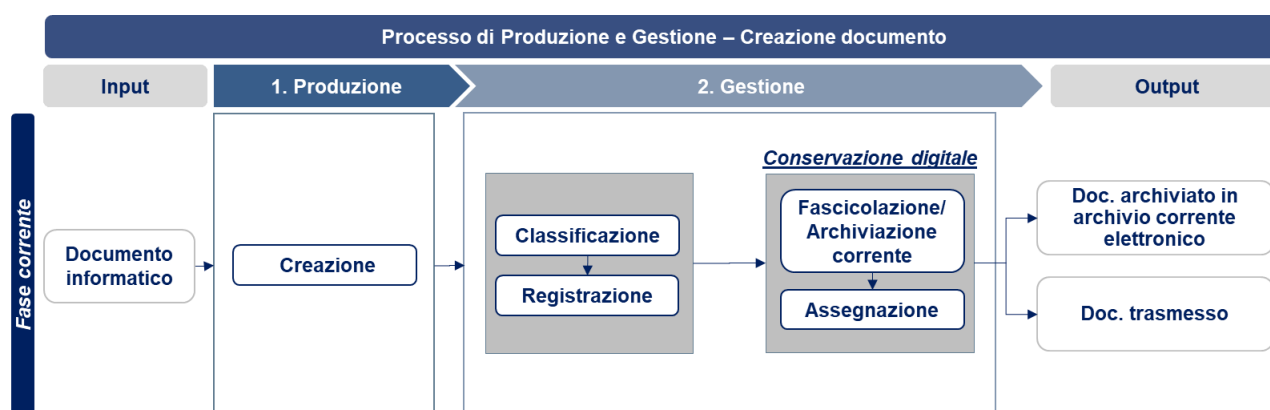 Processo di Produzione e Gestione – Creazione documento
Input
1. Produzione
2. Gestione
Output
Fase corrente
Documento
informatico
Creazione
Classificazione
Registrazione
Conservazione digitale
Fascicolazione/
Archiviazione
corrente
Assegnazione
Doc. archiviato in
archivio corrente
elettronico
Doc. trasmesso